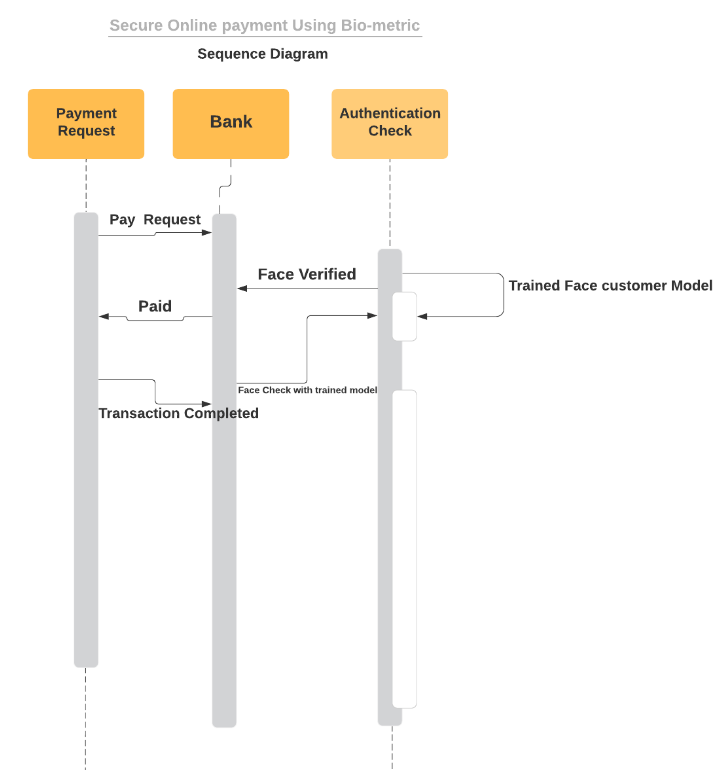 Secure Online payment Using Bio-metric
Sequence Diagram
Payment
Request
Bank
Authentication
Check
Pay Request
Face Verified
Trained Face customer Model
Paid
Face Check with trained model
Transaction Completed